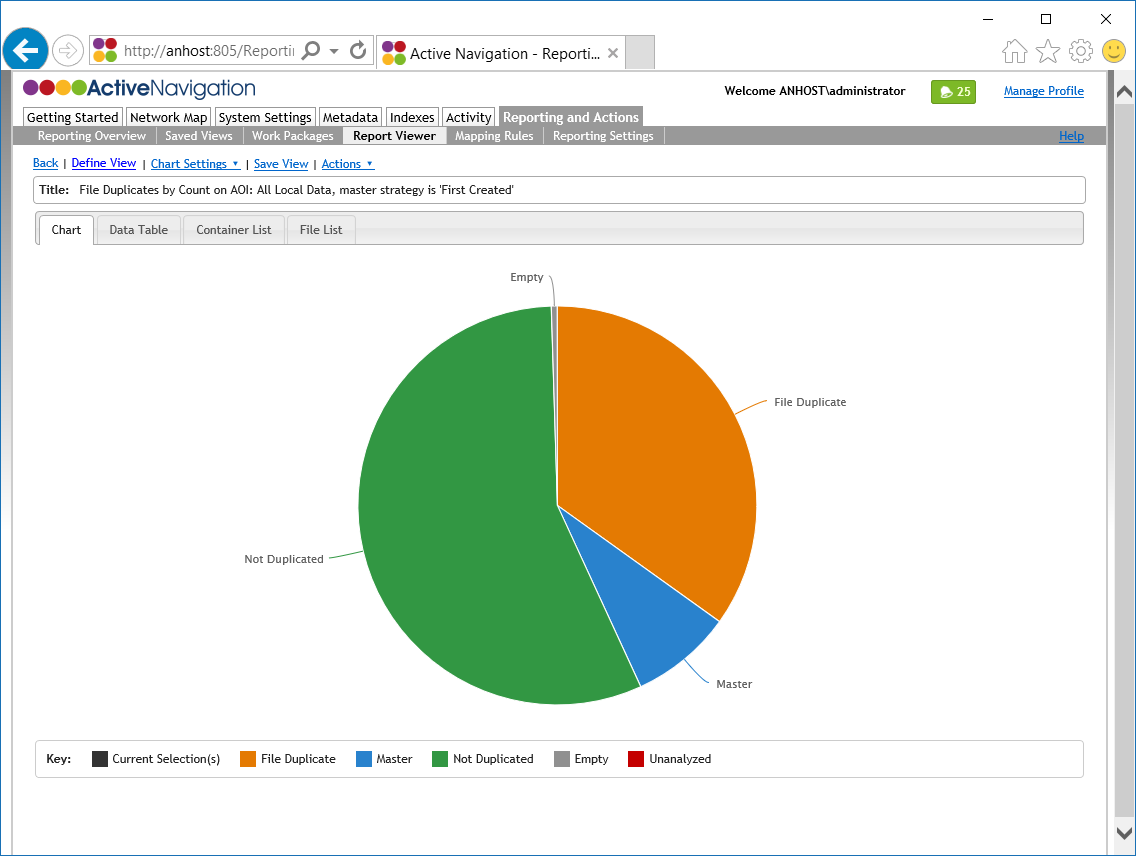 http://anhost:805/Reportin
Active Navigation - Reporti...
ActiveNavigation
Welcome ANHOST\administrator
25
Manage Profile
Getting Started Network Map System Settings Metadata Indexes Activity Reporting and Actions
Reporting Overview Saved Views Work Packages Report Viewer Mapping Rules Reporting Settings Help
Back | Define View | Chart Settings | Save View | Actions
Title: File Duplicates by Count on AOI: All Local Data, master strategy is 'First Created'
Chart Data Table Container List File List
Empty
File Duplicate
Not Duplicated
Master
Key: Current Selection(s) File Duplicate Master Not Duplicated Empty Unanalyzed